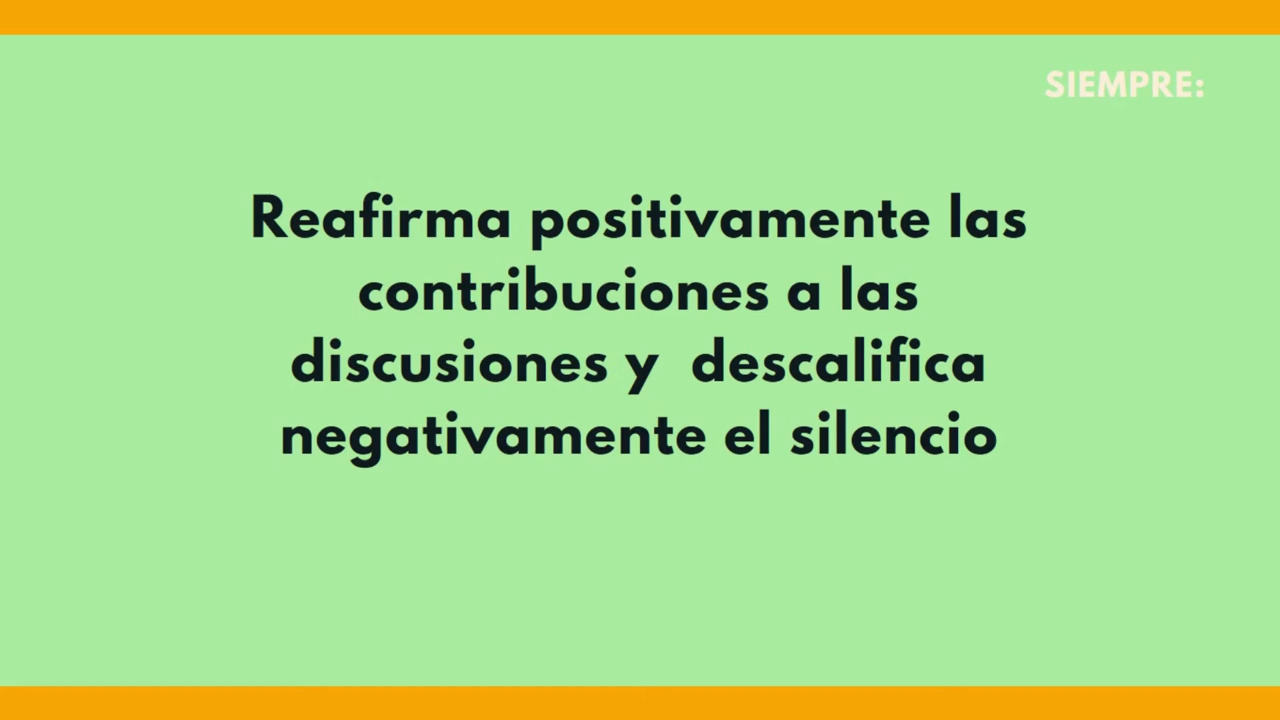 SIEMPRE:
Reafirma positivamente las
contribuciones a las
discusiones y  descalifica
negativamente el silencio